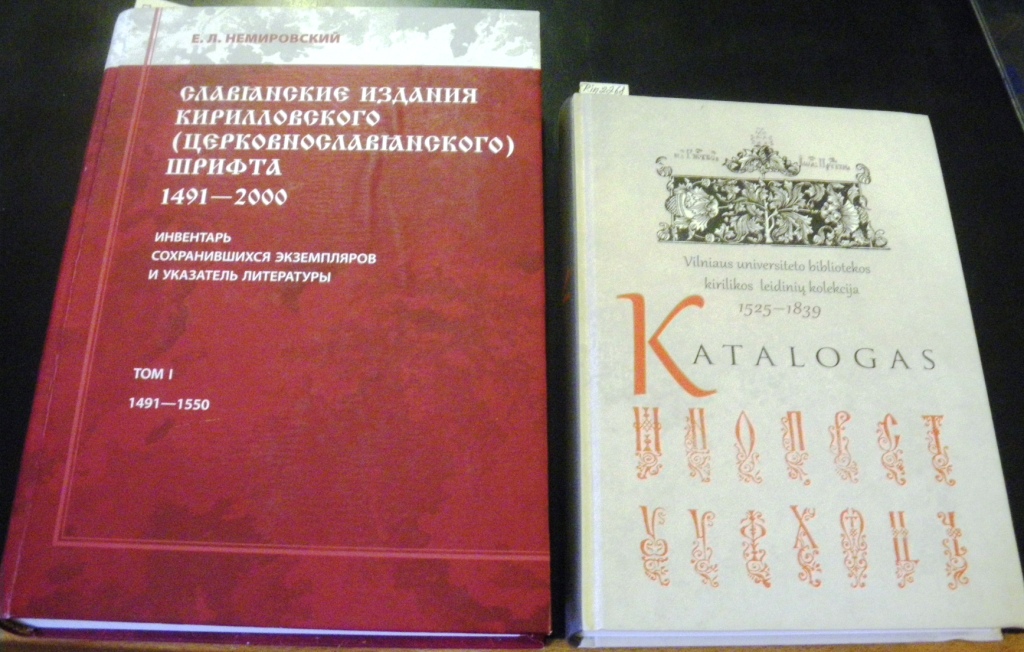 Е. Л. НЕМИРОВСКИЙ
СЛАВЯНСКИЕ ИЗДАНИЯ
КИРИЛЛОВСКОГО
(ЦЕРКОВНОСЛАВЯНСКОГО)
ШРИФТА
1491—2000
ИНВЕНТАРЬ
СОХРАНИВШИХСЯ ЭКЗЕМПЛЯРОВ
И УКАЗАТЕЛЬ ЛИТЕРАТУРЫ
ТОМ I
1491—1550
Vilniaus universiteto bibliotekos
kirilikos leidinių kolekcija
1525—1839
KATALOGAS